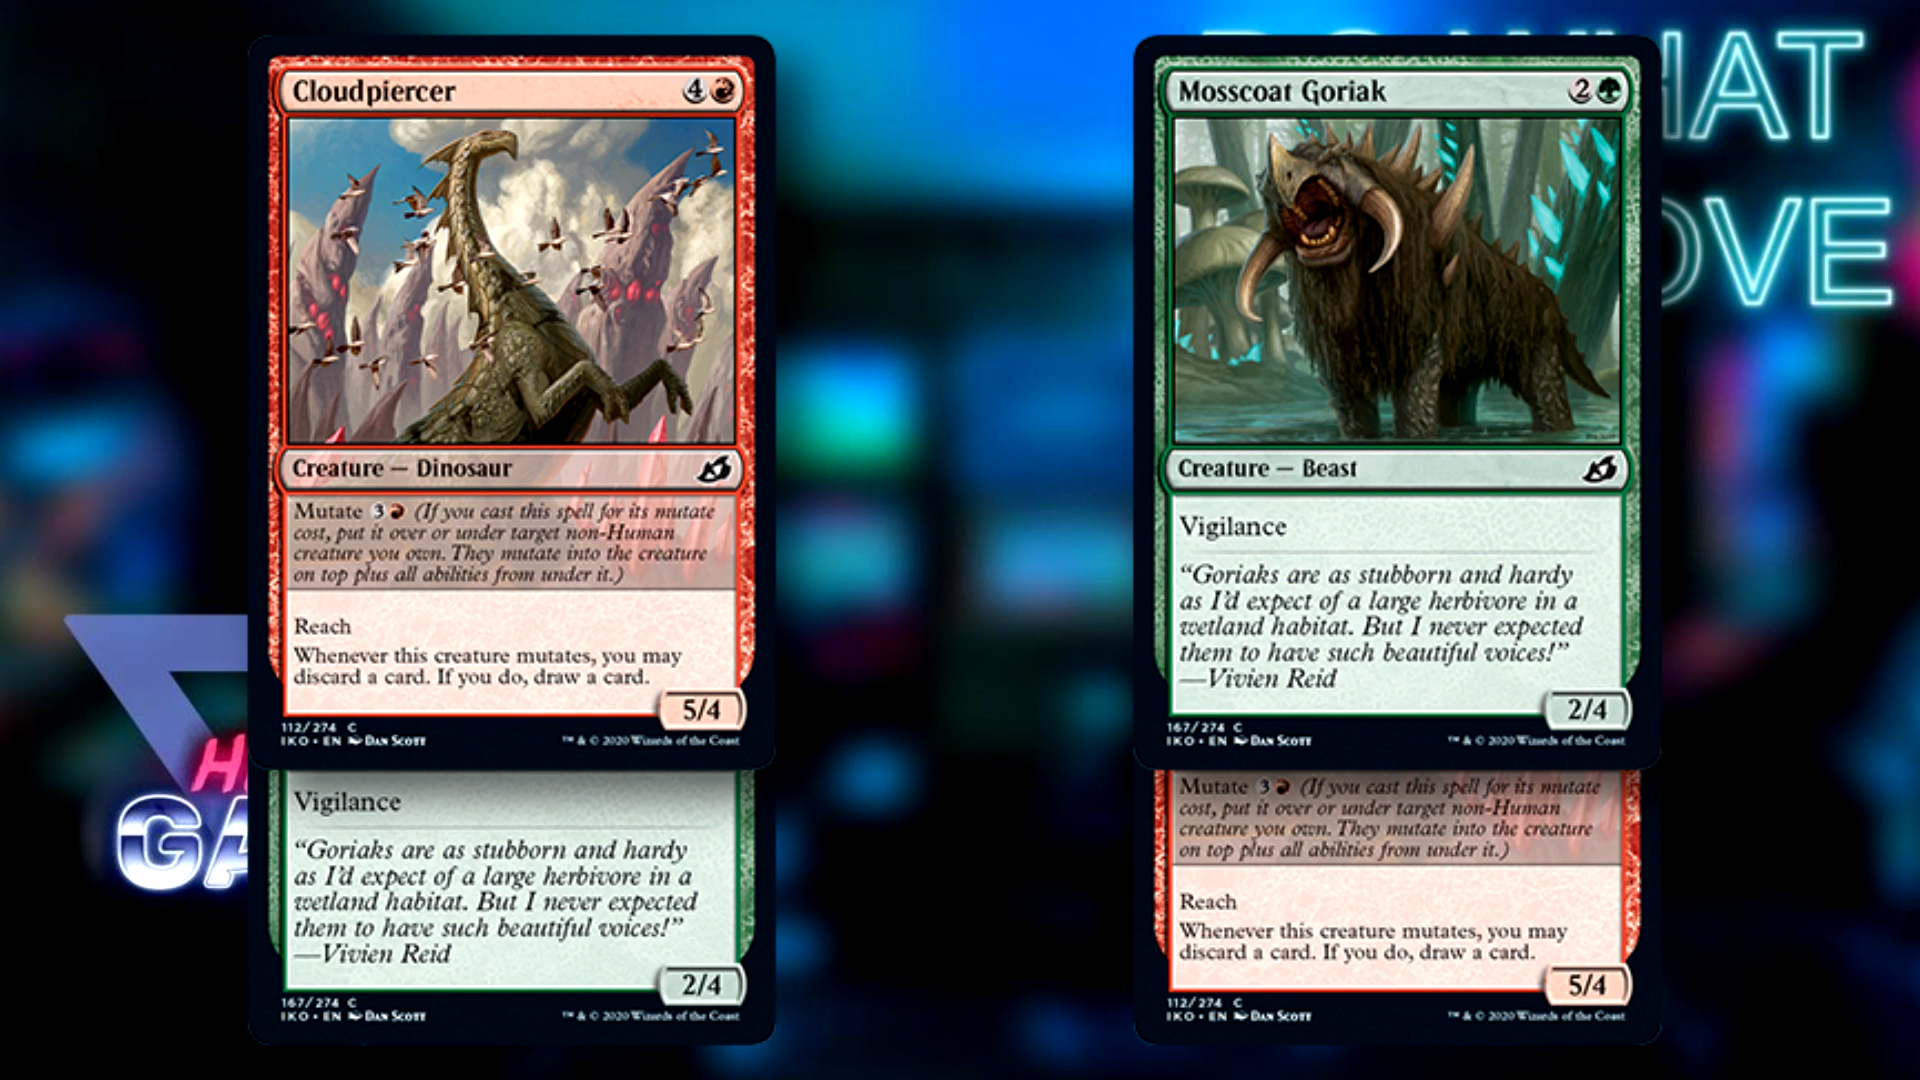 Cloudpiercer 4
Creature — Dinosaur
Mutate 3 (If you cast this spell for its mutate
cost, put it over or under target non-Human
creature you own. They mutate into the creature
on top plus all abilities from under it.)
Reach
Whenever this creature mutates, you may
discard a card. If you do, draw a card.
5/4
112/274 C
IKO • EN Dan Scott ™ & © 2020 Wizards of the Coast
Vigilance
“Goriaks are as stubborn and hardy
as I’d expect of a large herbivore in a
wetland habitat. But I never expected
them to have such beautiful voices!”
—Vivien Reid
2/4
167/274 C
IKO • EN Dan Scott ™ & © 2020 Wizards of the Coast
Mosscoat Goriak 2
Creature — Beast
Vigilance
“Goriaks are as stubborn and hardy
as I’d expect of a large herbivore in a
wetland habitat. But I never expected
them to have such beautiful voices!”
—Vivien Reid
2/4
167/274 C
IKO • EN Dan Scott ™ & © 2020 Wizards of the Coast
Mutate 3 (If you cast this spell for its mutate
cost, put it over or under target non-Human
creature you own. They mutate into the creature
on top plus all abilities from under it.)
Reach
Whenever this creature mutates, you may
discard a card. If you do, draw a card.
5/4
112/274 C
IKO • EN Dan Scott ™ & © 2020 Wizards of the Coast